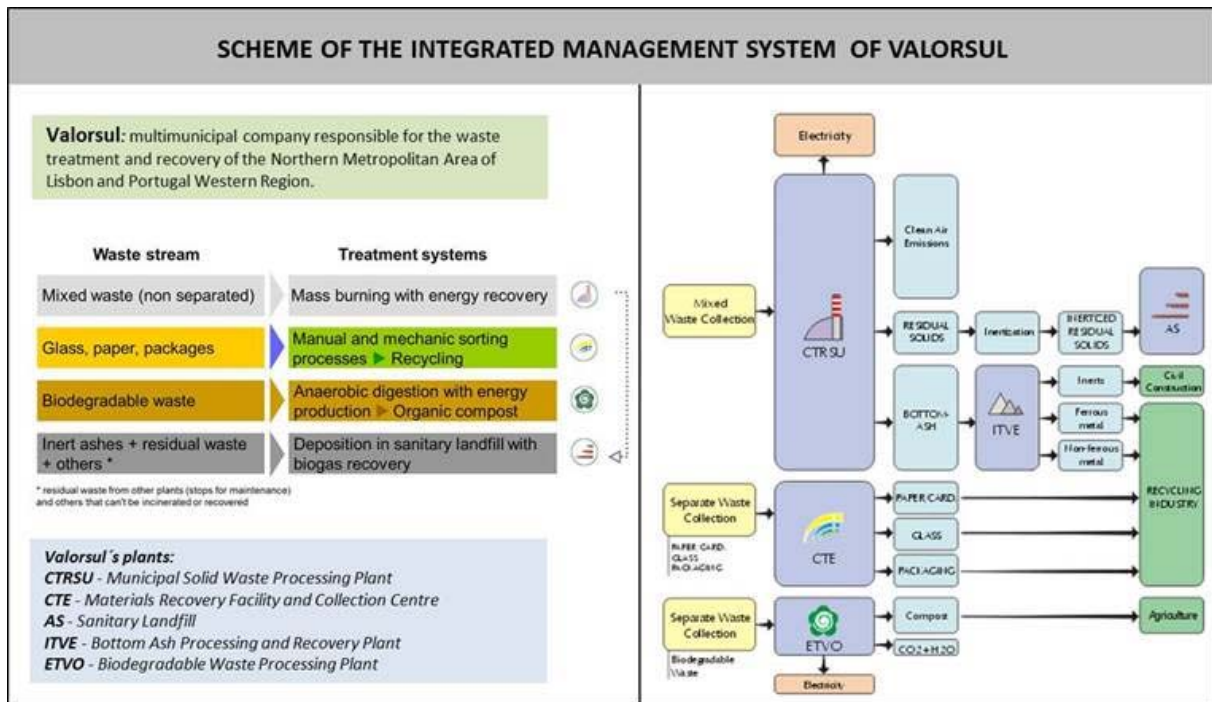 SCHEME OF THE INTEGRATED MANAGEMENT SYSTEM OF VALORSUL
Valorsul: multimunicipal company responsible for the waste
treatment and recovery of the Northern Metropolitan Area of
Lisbon and Portugal Western Region.
Waste stream
Treatment systems
Mixed waste (non separated)
Mass burning with energy recovery
Glass, paper, packages
Manual and mechanic sorting
processes ▶ Recycling
Biodegradable waste
Anaerobic digestion with energy
production ▶ Organic compost
Inert ashes + residual waste
+ others *
Deposition in sanitary landfill with
biogas recovery
* residual waste from other plants (stops for maintenance)
and others that can't be incinerated or recovered
Valorsul´s plants:
CTRSU - Municipal Solid Waste Processing Plant
CTE - Materials Recovery Facility and Collection Centre
AS - Sanitary Landfill
ITVE - Bottom Ash Processing and Recovery Plant
ETVO - Biodegradable Waste Processing Plant
Electricity
Clean Air
Emissions
Mixed
Waste Collection
CTRSU
RESIDUAL
SOLIDS
Inertization
INERTCED
RESIDUAL
SOLIDS
AS
BOTTOM-
ASH
ITVE
Inerts
Civil
Construction
Ferrous
metal
Non-ferrous
metal
RECYCLING
INDUSTRY
Separate Waste
Collection
PAPER CARD.
GLASS
PACKAGING
CTE
PAPER CARD.
GLASS
PACKAGING
Separate Waste
Collection
Biodegradable
Waste
ETVO
Compost
Agriculture
CO2+H2O
Electricity